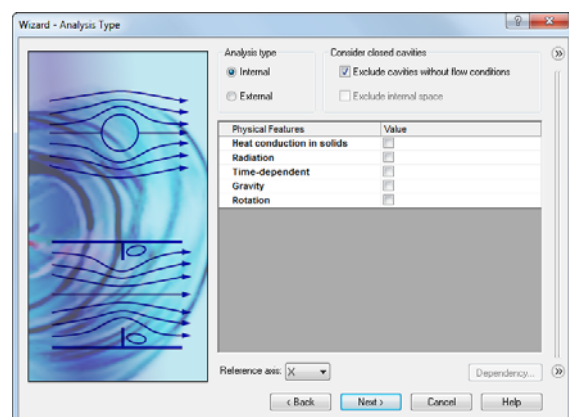 Wizard - Analysis Type
Analysis type
Internal
External
Consider closed cavities
Exclude cavities without flow conditions
Exclude internal space
Physical Features Value
Heat conduction in solids
Radiation
Time-dependent
Gravity
Rotation
Reference axis: X
Dependency...
< Back Next > Cancel Help